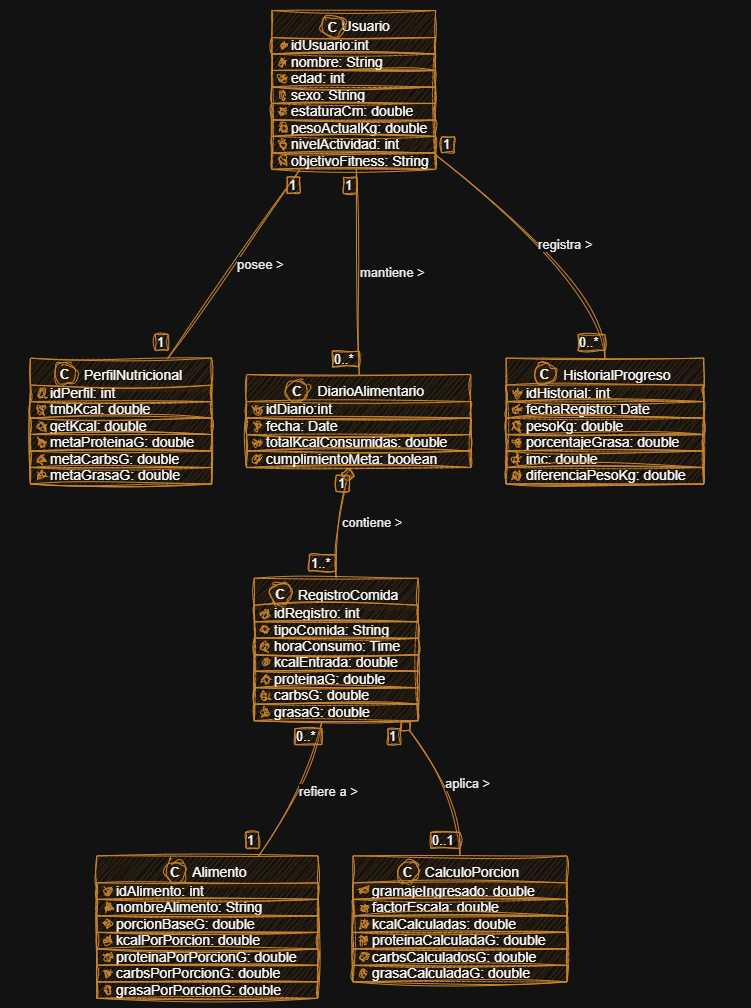 C Usuario
idUsuario:int
nombre: String
edad: int
sexo: String
estaturaCm: double
pesoActualKg: double
nivelActividad: int
objetivoFitness: String
1
1
1
registra >
posee >
mantiene >
1
0..*
0..*
C PerfilNutricional
idPerfil: int
tmbKcal: double
getKcal: double
metaProteinaG: double
metaCarbsG: double
metaGrasaG: double
C DiarioAlimentario
idDiario:int
fecha: Date
totalKcalConsumidas: double
cumplimientoMeta: boolean
C HistorialProgreso
idHistorial: int
fechaRegistro: Date
pesoKg: double
porcentajeGrasa: double
imc: double
diferenciaPesoKg: double
1
contiene >
1..*
C RegistroComida
idRegistro: int
tipoComida: String
horaConsumo: Time
kcalEntrada: double
proteinaG: double
carbsG: double
grasaG: double
0..*
1
refiere a >
aplica >
1
0..1
C Alimento
idAlimento: int
nombreAlimento: String
porcionBaseG: double
kcalPorPorcion: double
proteinaPorPorcionG: double
carbsPorPorcionG: double
grasaPorPorcionG: double
C CalculoPorcion
gramajeIngresado: double
factorEscala: double
kcalCalculadas: double
proteinaCalculadaG: double
carbsCalculadosG: double
grasaCalculadaG: double